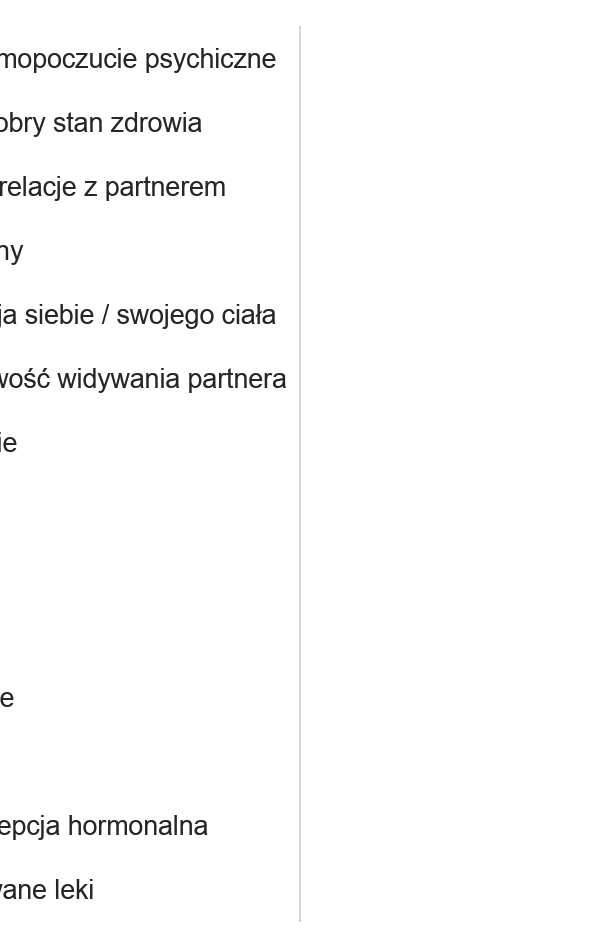 mopoczucie psychiczne
obry stan zdrowia
relacje z partnerem
ny
ja siebie / swojego ciała
wość widywania partnera
ie
e
epcja hormonalna
wane leki